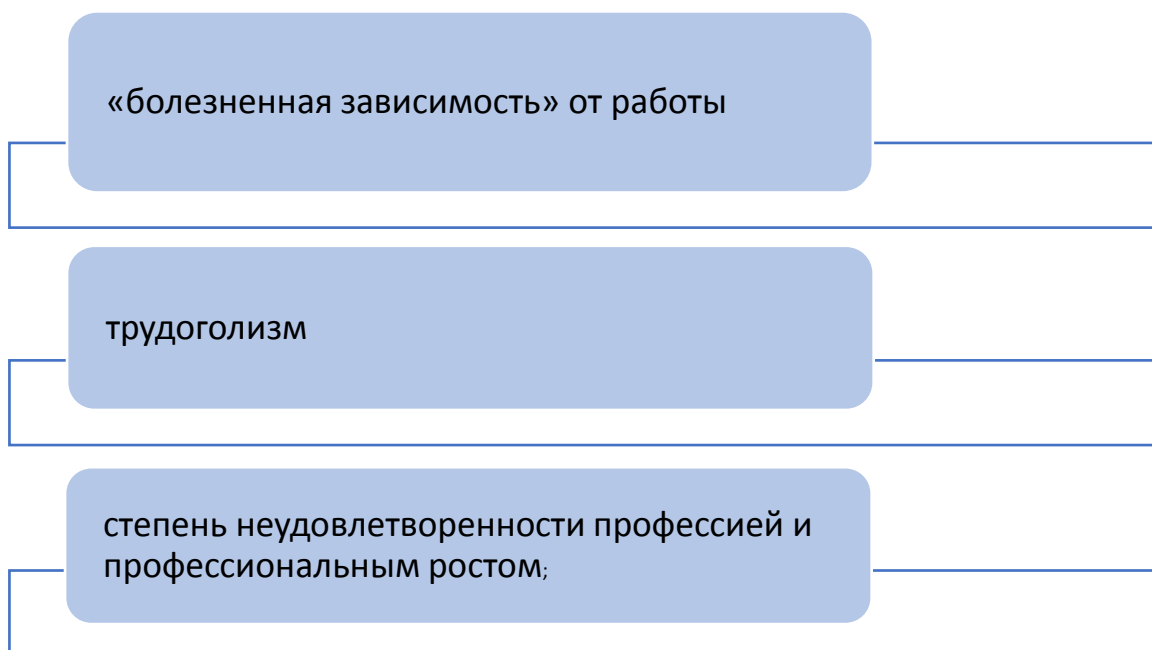 «болезненная зависимость» от работы
трудоголизм
степень неудовлетворенности профессией и
профессиональным ростом;